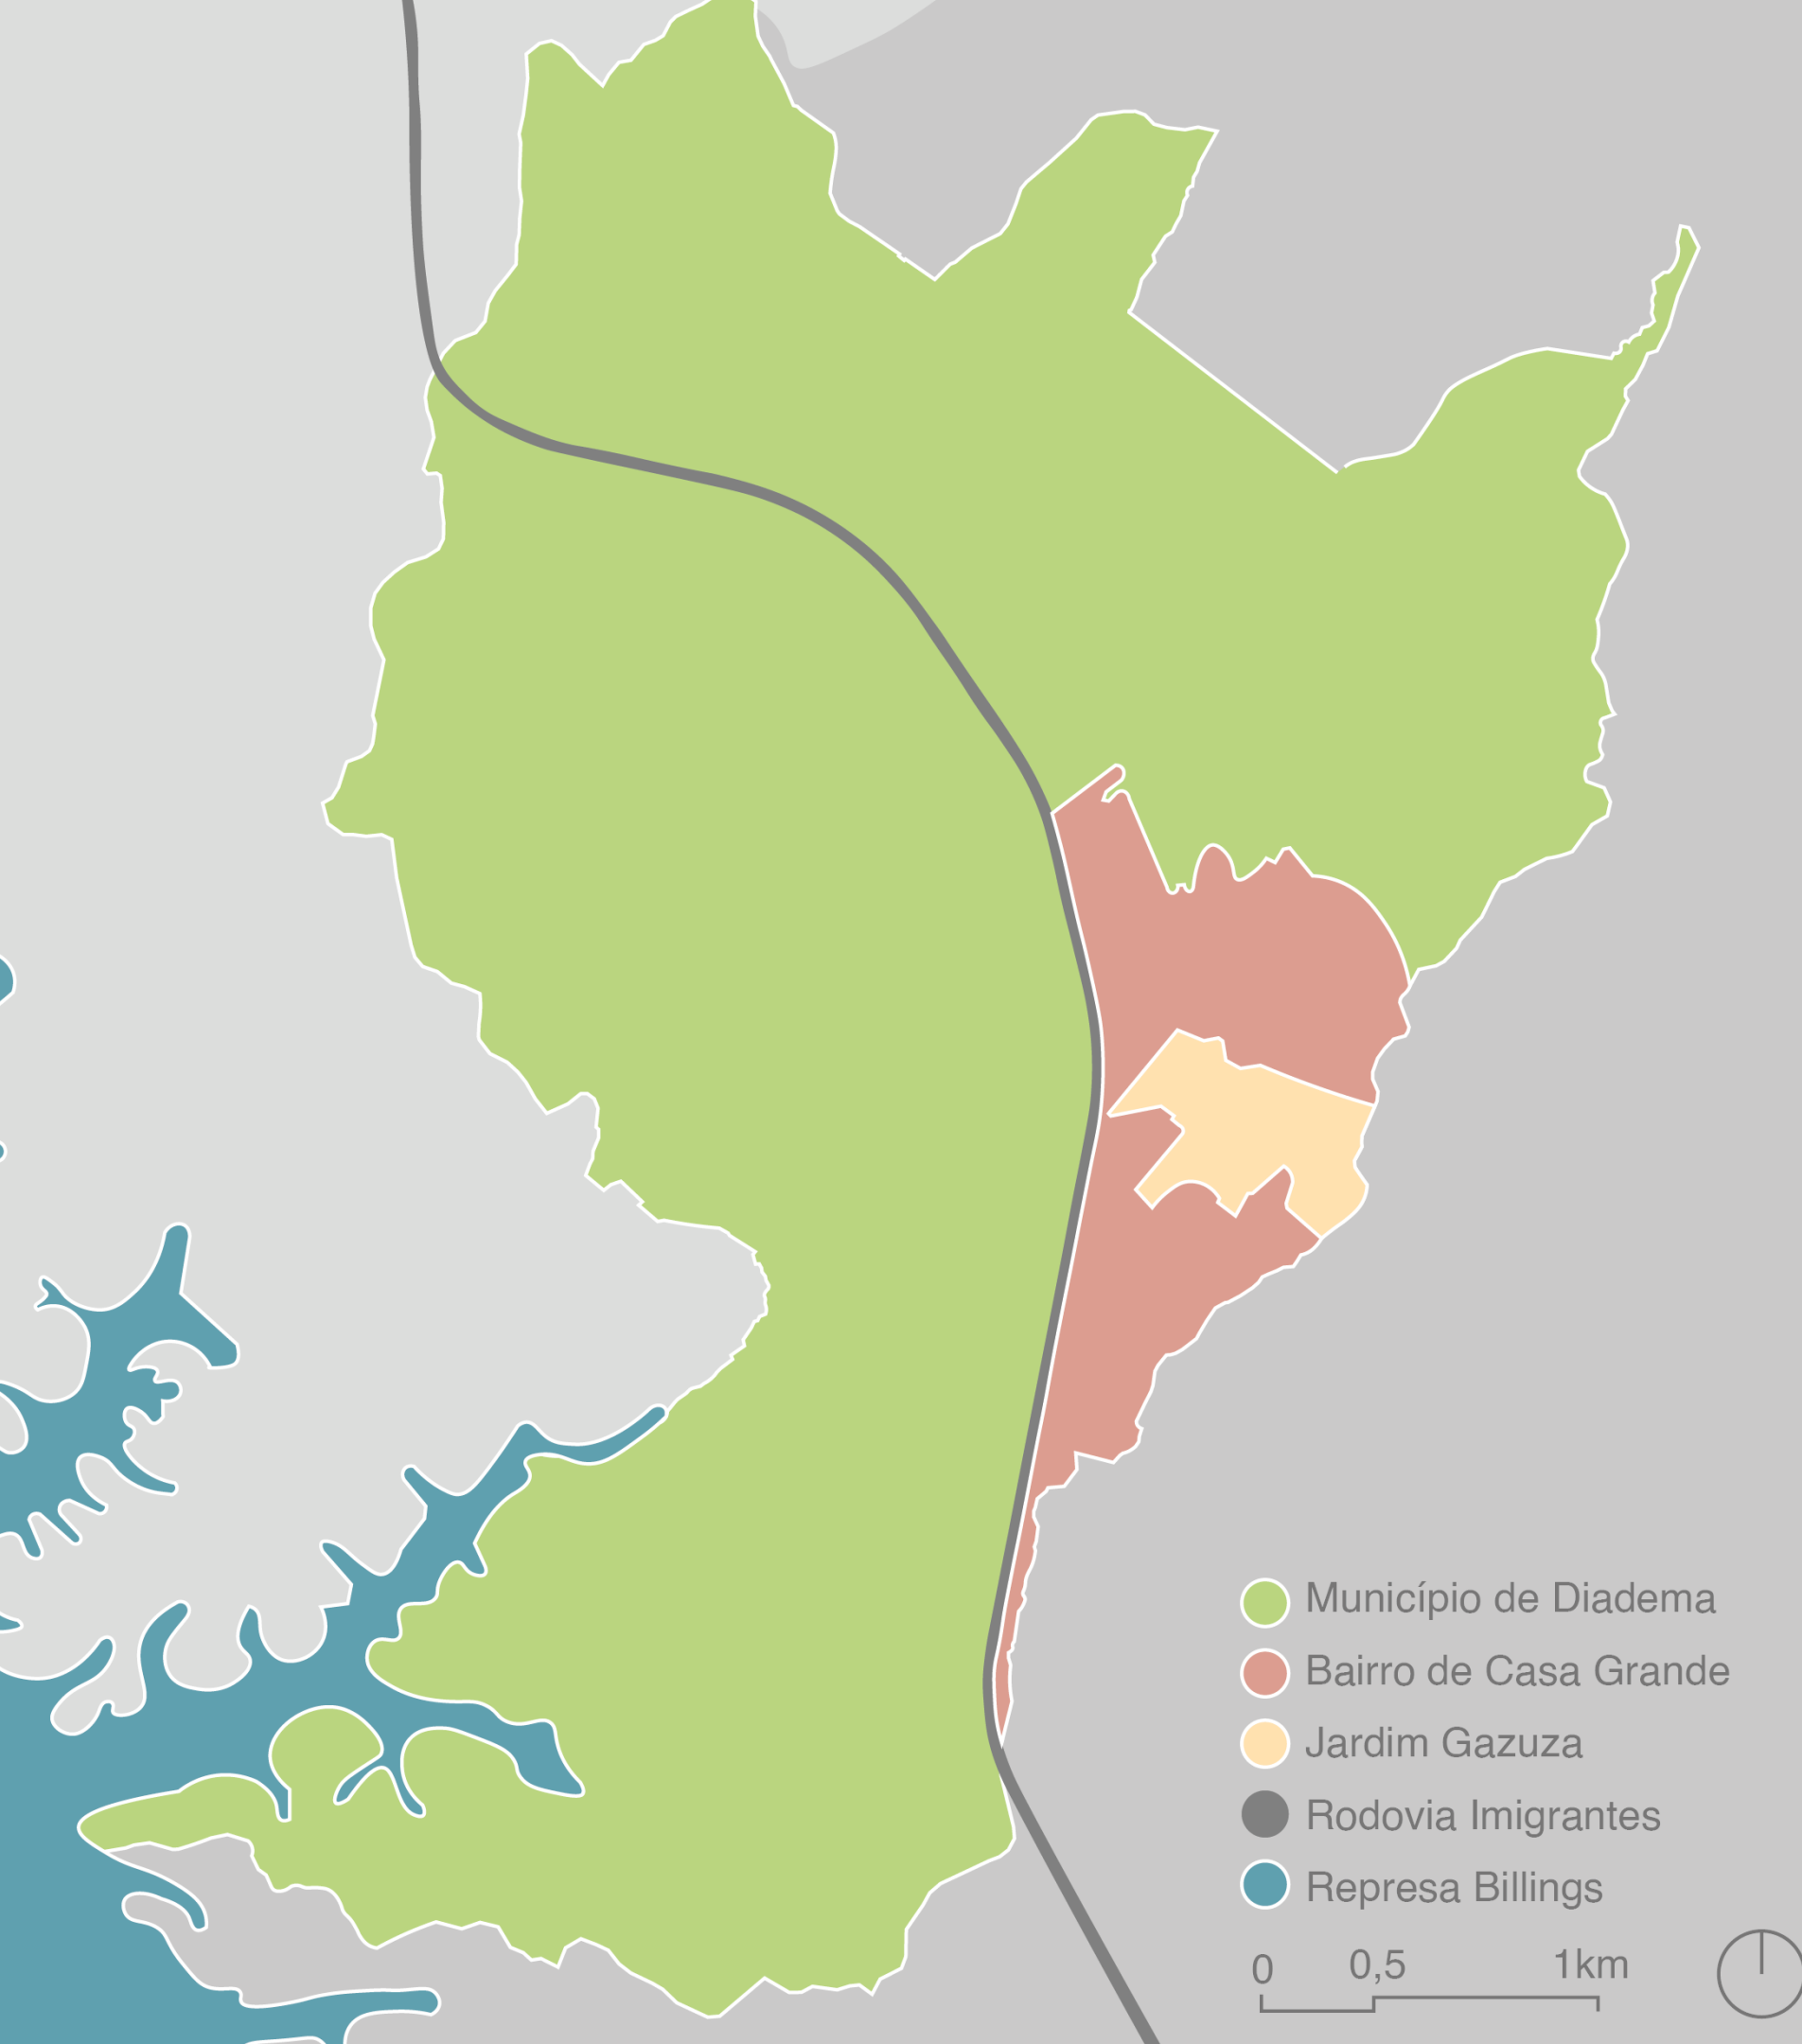 Município de Diadema
Bairro de Casa Grande
Jardim Gazuza
Rodovia Imigrantes
Represa Billings
0 0,5 1km